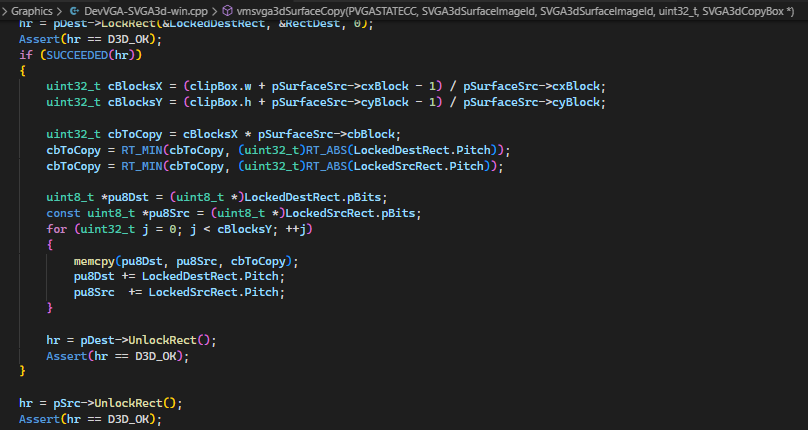 > Graphics > DevVGA-SVGA3d-win.cpp > vmsvga3dSurfaceCopy(PVGASTATECC, SVGA3dSurfaceImageId, SVGA3dSurfaceImageId, uint32_t, SVGA3dCopyBox *)
hr = pDest->LockRect(&LockedDestRect, &RectDest, 0);
Assert(hr == D3D_OK);
if (SUCCEEDED(hr))
{
    uint32_t cBlocksX = (clipBox.w + pSurfaceSrc->cxBlock - 1) / pSurfaceSrc->cxBlock;
    uint32_t cBlocksY = (clipBox.h + pSurfaceSrc->cyBlock - 1) / pSurfaceSrc->cyBlock;
    uint32_t cbToCopy = cBlocksX * pSurfaceSrc->cbBlock;
    cbToCopy = RT_MIN(cbToCopy, (uint32_t)RT_ABS(LockedDestRect.Pitch));
    cbToCopy = RT_MIN(cbToCopy, (uint32_t)RT_ABS(LockedSrcRect.Pitch));
    uint8_t *pu8Dst = (uint8_t *)LockedDestRect.pBits;
    const uint8_t *pu8Src = (uint8_t *)LockedSrcRect.pBits;
    for (uint32_t j = 0; j < cBlocksY; ++j)
    {
        memcpy(pu8Dst, pu8Src, cbToCopy);
        pu8Dst += LockedDestRect.Pitch;
        pu8Src  += LockedSrcRect.Pitch;
    }
    hr = pDest->UnlockRect();
    Assert(hr == D3D_OK);
}
hr = pSrc->UnlockRect();
Assert(hr == D3D_OK);